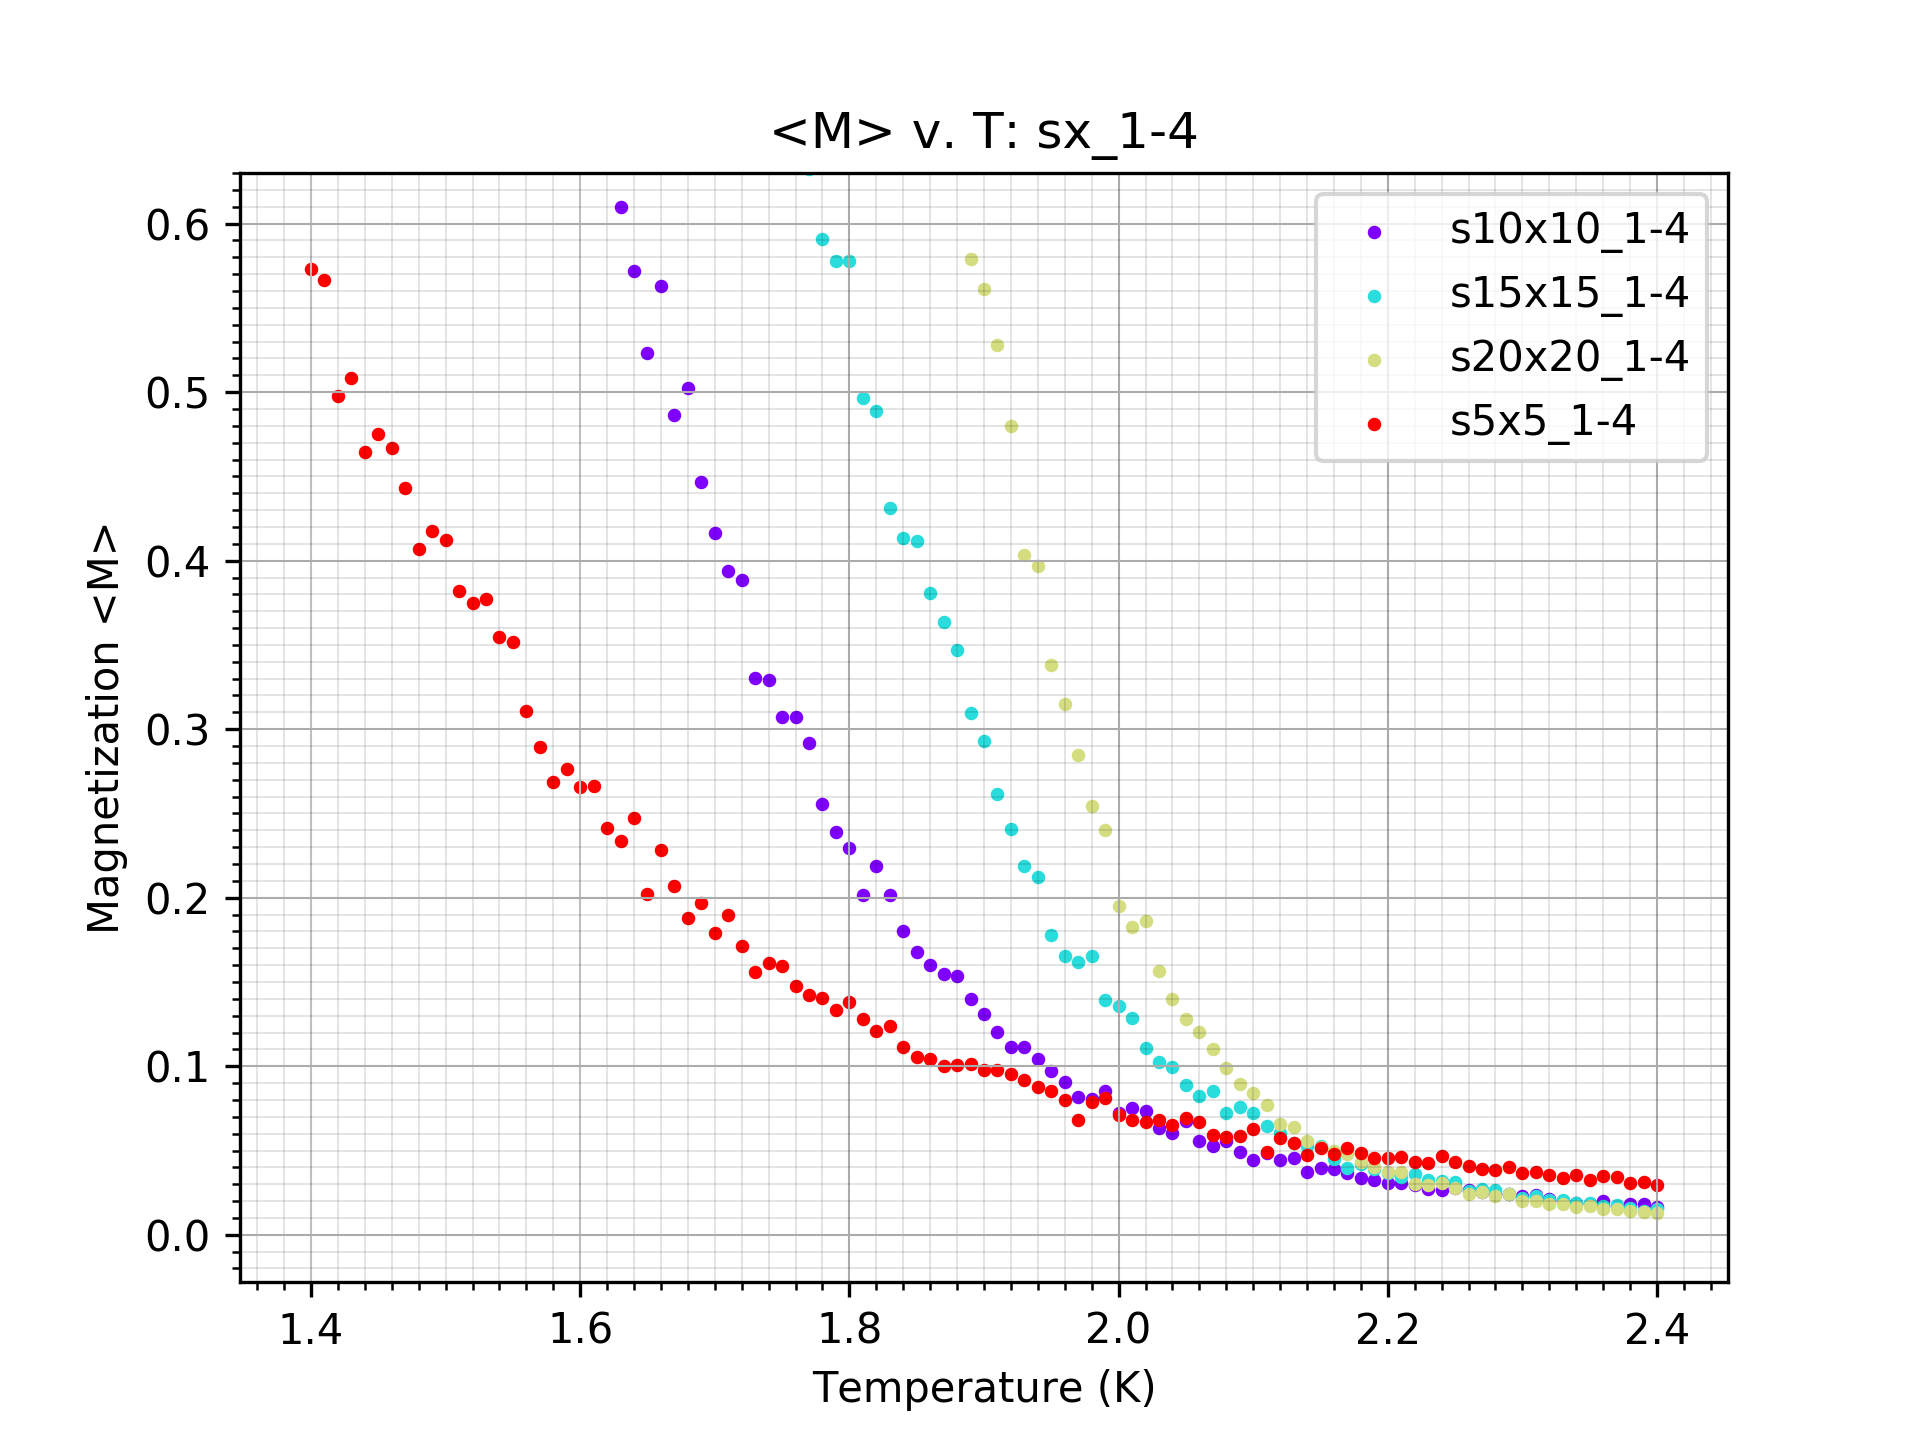 <M> v. T: sx_1-4
s10x10_1-4
s15x15_1-4
s20x20_1-4
s5x5_1-4
Magnetization <M>
0.6
0.5
0.4
0.3
0.2
0.1
0.0
1.4 1.6 1.8 2.0 2.2 2.4
Temperature (K)